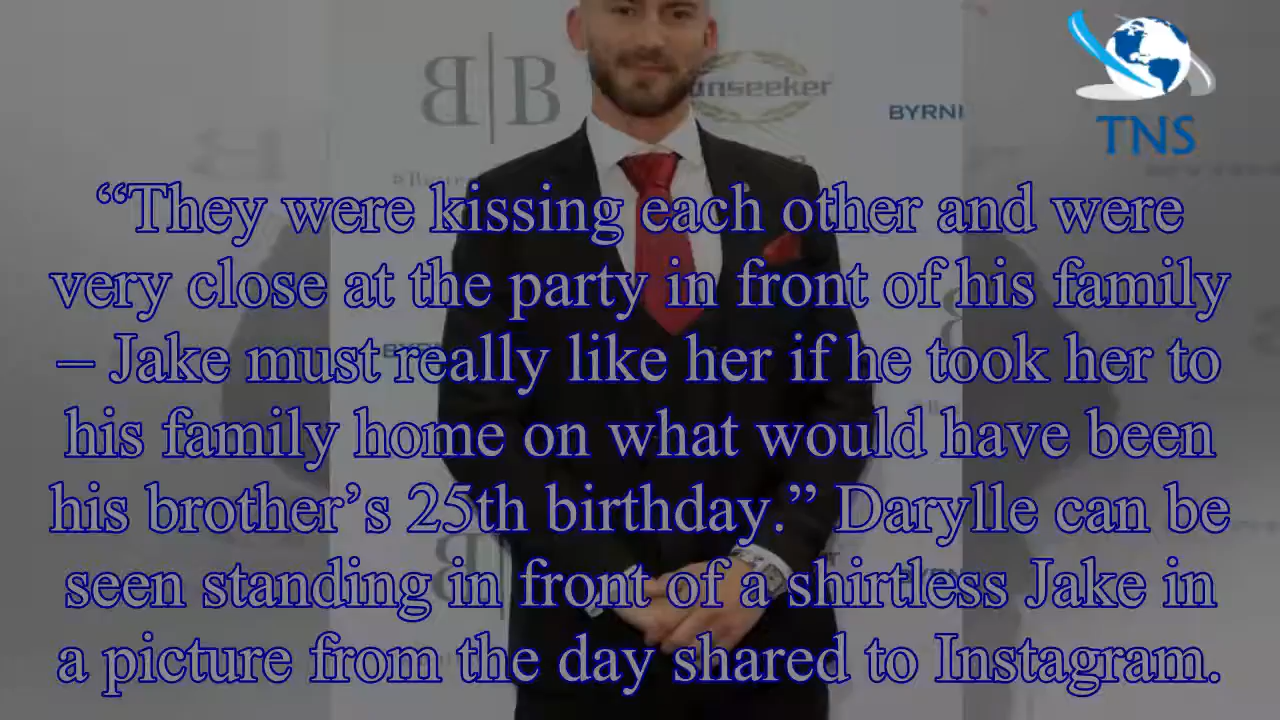 B|B
unseeker
BYRNI
TNS
“They were kissing each other and were
very close at the party in front of his family
– Jake must really like her if he took her to
his family home on what would have been
his brother’s 25th birthday.” Darylle can be
seen standing in front of a shirtless Jake in
a picture from the day shared to Instagram.